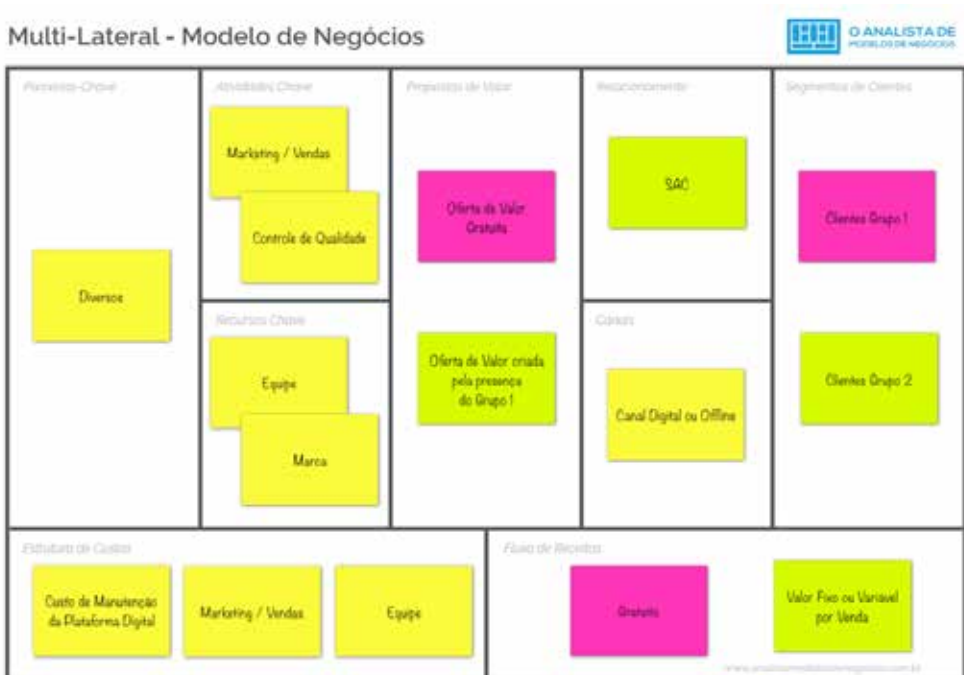 Multi-Lateral - Modelo de Negócios
O ANALISTA DE
MODELOS DE NEGÓCIOS
Parcerias-Chave
Atividades Chave
Propostas de Valor
Relacionamento
Segmentos de Clientes
Marketing / Vendas
Controle de Qualidade
Diversos
Oferta de Valor
Gratuita
SAC
Clientes Grupo 1
Recursos Chave
Canais
Equipe
Marca
Oferta de Valor criada
pela presença
do Grupo 1
Canal Digital ou Offline
Clientes Grupo 2
Estrutura de Custos
Fluxo de Receitas
Custo de Manutenção
da Plataforma Digital
Marketing / Vendas
Equipe
Gratuito
Valor Fixo ou Variavel
por Venda